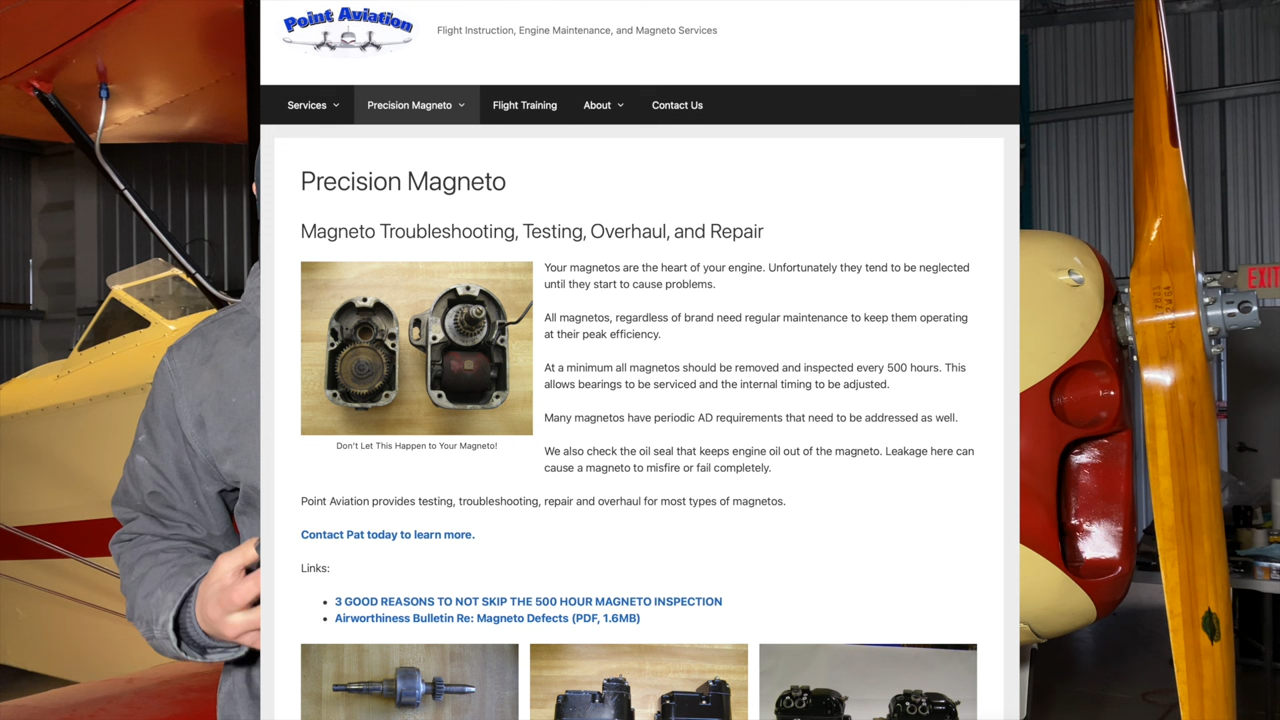 Point Aviation
Flight Instruction, Engine Maintenance, and Magneto Services
Services
Precision Magneto
Flight Training
About
Contact Us
Precision Magneto
Magneto Troubleshooting, Testing, Overhaul, and Repair
Your magnetos are the heart of your engine. Unfortunately they tend to be neglected
until they start to cause problems.
All magnetos, regardless of brand need regular maintenance to keep them operating
at their peak efficiency.
At a minimum all magnetos should be removed and inspected every 500 hours. This
allows bearings to be serviced and the internal timing to be adjusted.
Many magnetos have periodic AD requirements that need to be addressed as well.
We also check the oil seal that keeps engine oil out of the magneto. Leakage here can
cause a magneto to misfire or fail completely.
Don't Let This Happen to Your Magneto!
Point Aviation provides testing, troubleshooting, repair and overhaul for most types of magnetos.
Contact Pat today to learn more.
Links:
3 GOOD REASONS TO NOT SKIP THE 500 HOUR MAGNETO INSPECTION
Airworthiness Bulletin Re: Magneto Defects (PDF, 1.6MB)
EXIT